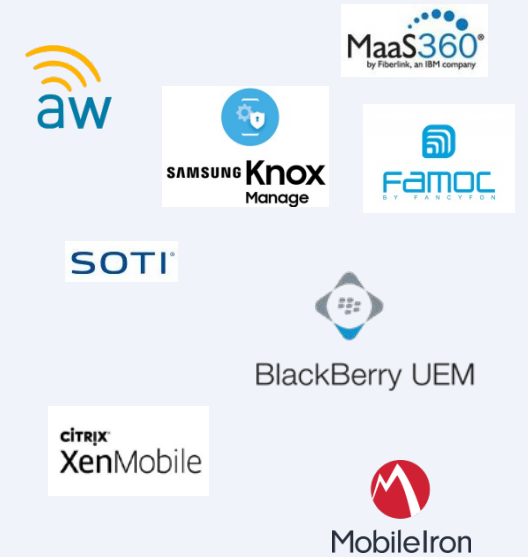 MaaS360®
by Fiberlink, an IBM company
aw
SAMSUNG Knox
Manage
Famoc
BY FANCYFON
SOTI
BlackBerry UEM
CITRIX
XenMobile
MobileIron